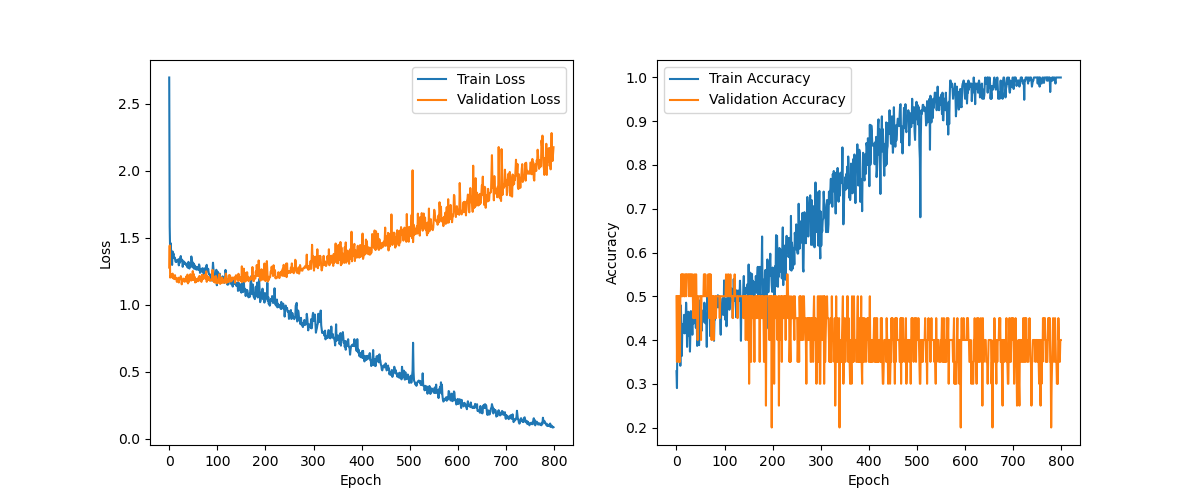 Train Loss
Validation Loss
2.5
2.0
1.5
1.0
0.5
0.0
Loss
0 100 200 300 400 500 600 700 800
Epoch
Train Accuracy
Validation Accuracy
1.0
0.9
0.8
0.7
0.6
0.5
0.4
0.3
0.2
Accuracy
0 100 200 300 400 500 600 700 800
Epoch